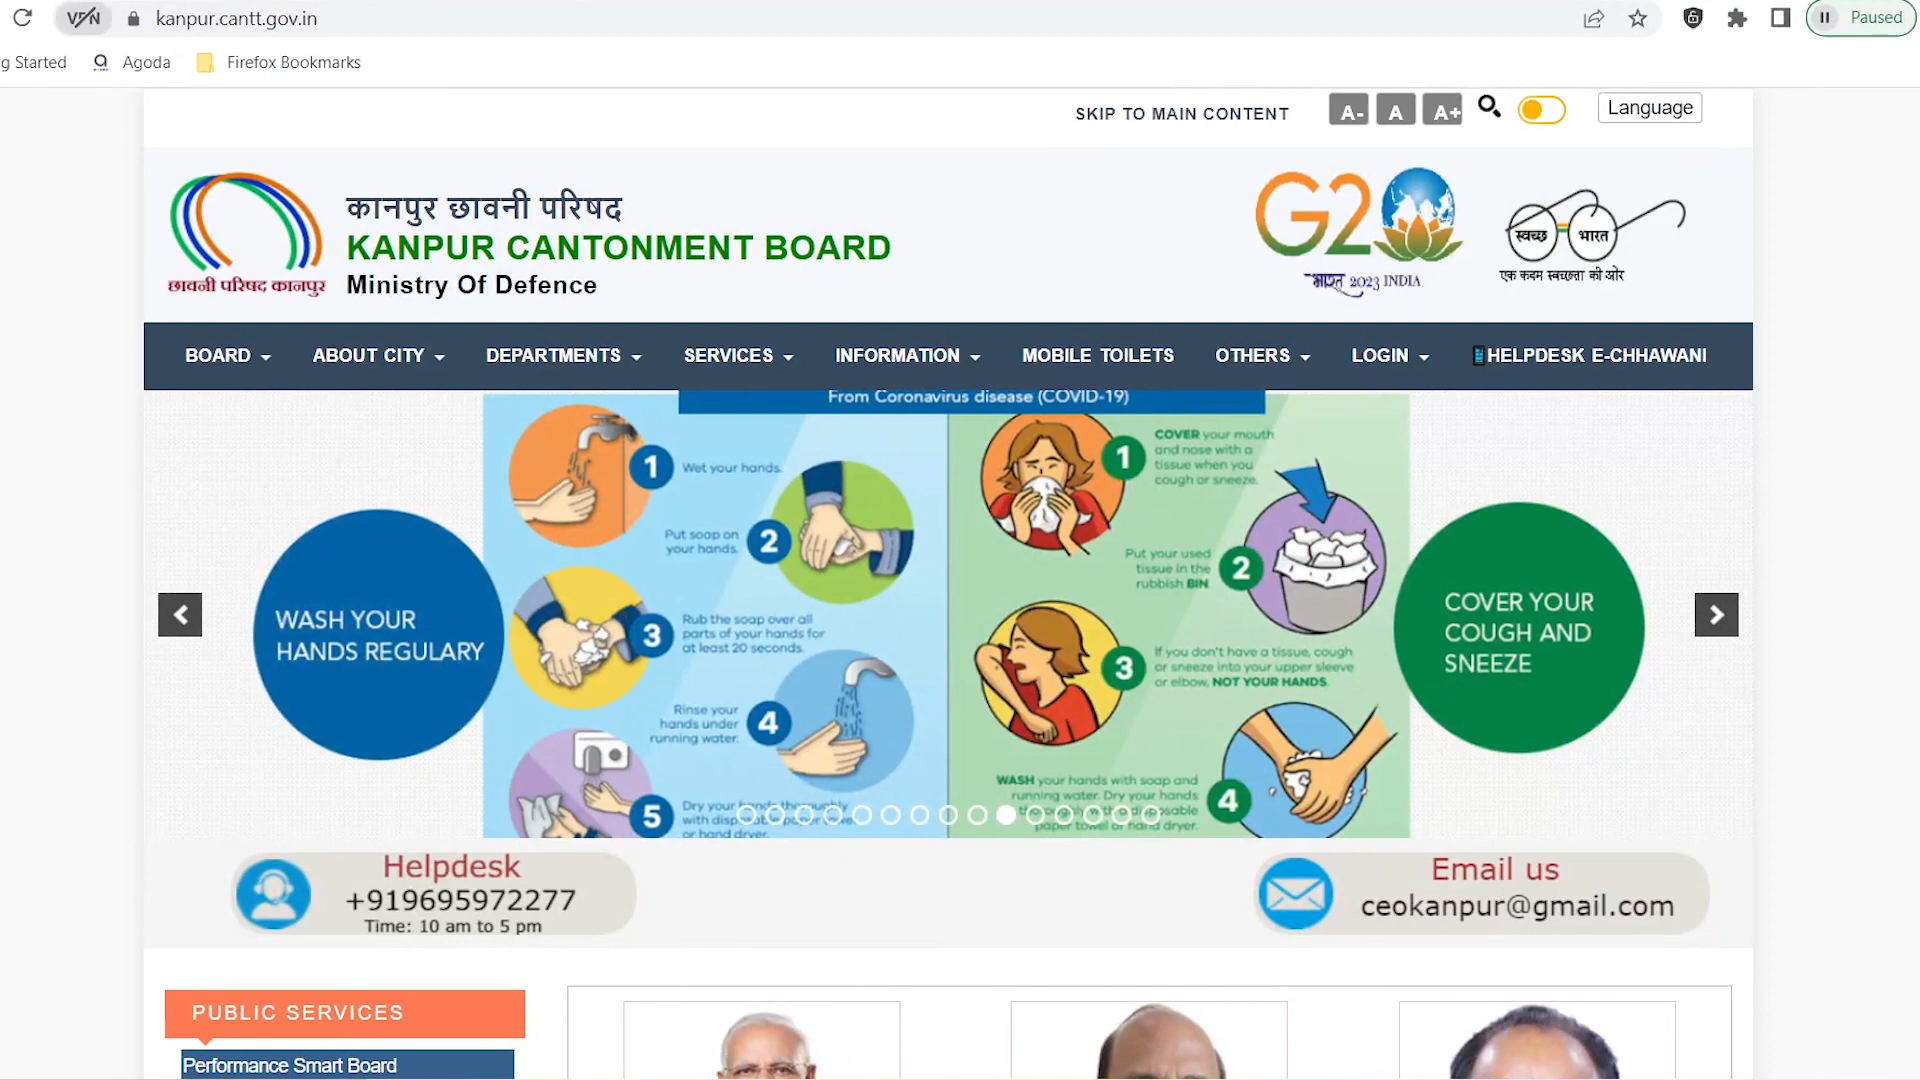 VPN kanpur.cantt.gov.in Paused
g Started Agoda Firefox Bookmarks
SKIP TO MAIN CONTENT A- A A+ Language
कानपुर छावनी परिषद
KANPUR CANTONMENT BOARD
Ministry Of Defence
छावनी परिषद कानपुर
G20
भारत 2023 INDIA
स्वच्छ भारत
एक कदम स्वच्छता की ओर
BOARD ABOUT CITY DEPARTMENTS SERVICES INFORMATION MOBILE TOILETS OTHERS LOGIN HELPDESK E-CHHAWANI
From Coronavirus disease (COVID-19)
WASH YOUR
HANDS REGULARY
1 Wet your hands.
Put soap on
your hands. 2
3 Rub the soap over all
parts of your hands for
at least 20 seconds.
Rinse your
hands under
running water. 4
5 Dry your hands thoroughly
with disposable paper towel
or hand dryer.
1 COVER your mouth
and nose with a
tissue when you
cough or sneeze.
Put your used
tissue in the
rubbish BIN. 2
3 If you don't have a tissue, cough
or sneeze into your upper sleeve
or elbow, NOT YOUR HANDS.
WASH your hands with soap and
running water. Dry your hands
thoroughly with a disposable
paper towel or hand dryer. 4
COVER YOUR
COUGH AND
SNEEZE
Helpdesk
+919695972277
Time: 10 am to 5 pm
Email us
ceokanpur@gmail.com
PUBLIC SERVICES
Performance Smart Board